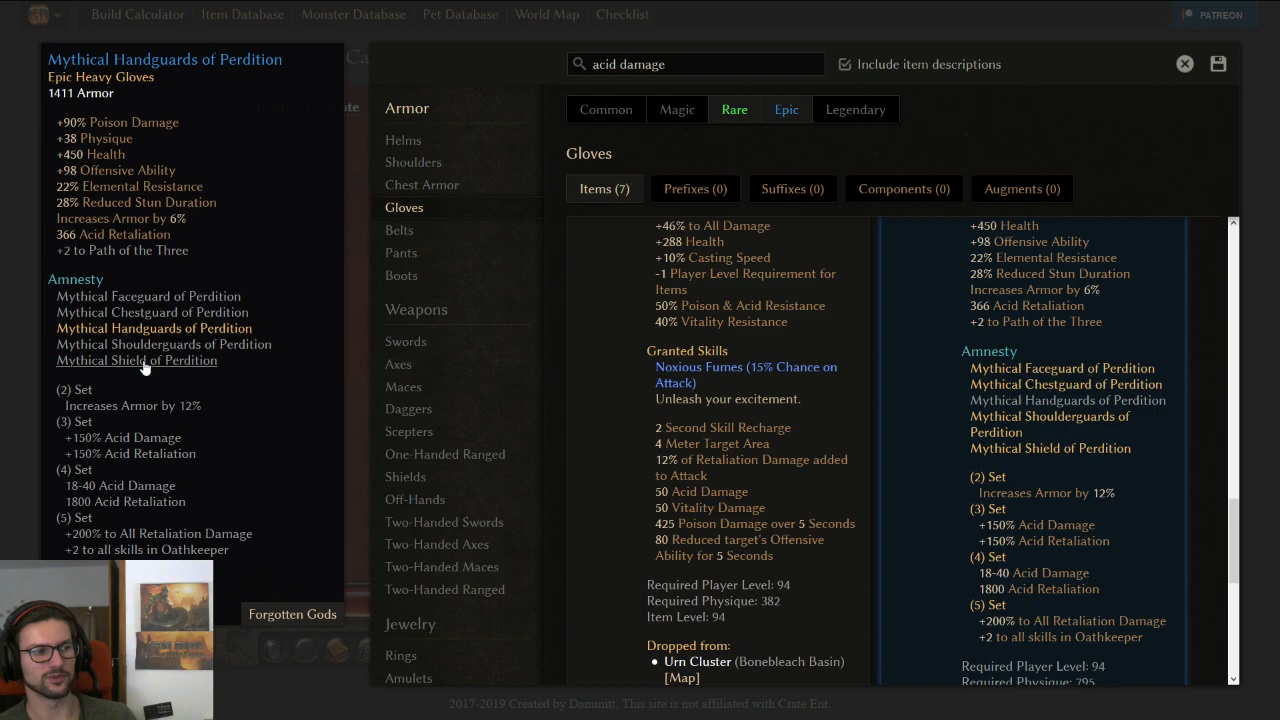 Build Calculator
Item Database
Monster Database
Pet Database
World Map
Checklist
PATREON
Mythical Handguards of Perdition
Epic Heavy Gloves
1411 Armor
+90% Poison Damage
+38 Physique
+450 Health
+98 Offensive Ability
22% Elemental Resistance
28% Reduced Stun Duration
Increases Armor by 6%
366 Acid Retaliation
+2 to Path of the Three
Amnesty
Mythical Faceguard of Perdition
Mythical Chestguard of Perdition
Mythical Handguards of Perdition
Mythical Shoulderguards of Perdition
Mythical Shield of Perdition
(2) Set
Increases Armor by 12%
(3) Set
+150% Acid Damage
+150% Acid Retaliation
(4) Set
18-40 Acid Damage
1800 Acid Retaliation
(5) Set
+200% to All Retaliation Damage
+2 to all skills in Oathkeeper
Forgotten Gods
acid damage
Include item descriptions
Armor
Helms
Shoulders
Chest Armor
Gloves
Belts
Pants
Boots
Weapons
Swords
Axes
Maces
Daggers
Scepters
One-Handed Ranged
Shields
Off-Hands
Two-Handed Swords
Two-Handed Axes
Two-Handed Maces
Two-Handed Ranged
Jewelry
Rings
Amulets
Common
Magic
Rare
Epic
Legendary
Gloves
Items (7)
Prefixes (0)
Suffixes (0)
Components (0)
Augments (0)
+46% to All Damage
+288 Health
+10% Casting Speed
-1 Player Level Requirement for
Items
50% Poison & Acid Resistance
40% Vitality Resistance
Granted Skills
Noxious Fumes (15% Chance on
Attack)
Unleash your excitement.
2 Second Skill Recharge
4 Meter Target Area
12% of Retaliation Damage added
to Attack
50 Acid Damage
50 Vitality Damage
425 Poison Damage over 5 Seconds
80 Reduced target's Offensive
Ability for 5 Seconds
Required Player Level: 94
Required Physique: 382
Item Level: 94
Dropped from:
• Urn Cluster (Bonebleach Basin)
[Map]
+450 Health
+98 Offensive Ability
22% Elemental Resistance
28% Reduced Stun Duration
Increases Armor by 6%
366 Acid Retaliation
+2 to Path of the Three
Amnesty
Mythical Faceguard of Perdition
Mythical Chestguard of Perdition
Mythical Handguards of Perdition
Mythical Shoulderguards of
Perdition
Mythical Shield of Perdition
(2) Set
Increases Armor by 12%
(3) Set
+150% Acid Damage
+150% Acid Retaliation
(4) Set
18-40 Acid Damage
1800 Acid Retaliation
(5) Set
+200% to All Retaliation Damage
+2 to all skills in Oathkeeper
Required Player Level: 94
Required Physique: 795
2017-2019 Created by Dammitt. This site is not affiliated with Crate Ent.